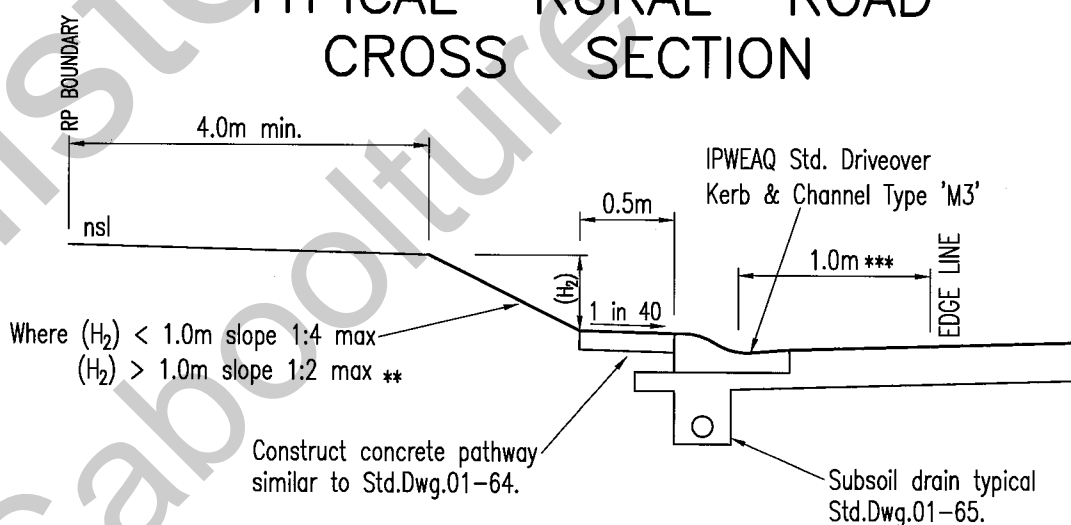 TYPICAL RURAL ROAD
CROSS SECTION
RP BOUNDARY
4.0m min.
nsl
IPWEAQ Std. Driveover
Kerb & Channel Type 'M3'
0.5m
1.0m ***
EDGE LINE
(H₂)
1 in 40
Where (H₂) < 1.0m slope 1:4 max
(H₂) > 1.0m slope 1:2 max **
Construct concrete pathway
similar to Std.Dwg.01-64.
Subsoil drain typical
Std.Dwg.01-65.
Caboolture